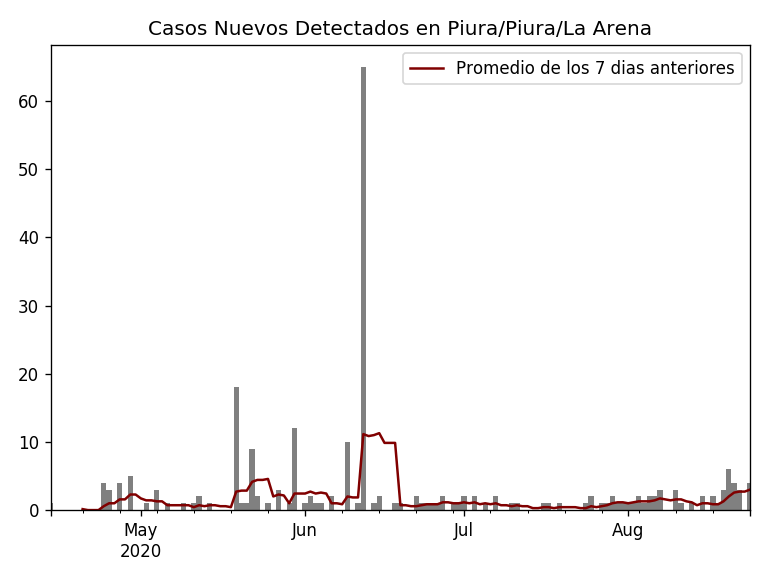 Casos Nuevos Detectados en Piura/Piura/La Arena
Promedio de los 7 dias anteriores
60
50
40
30
20
10
0
May
2020
Jun
Jul
Aug